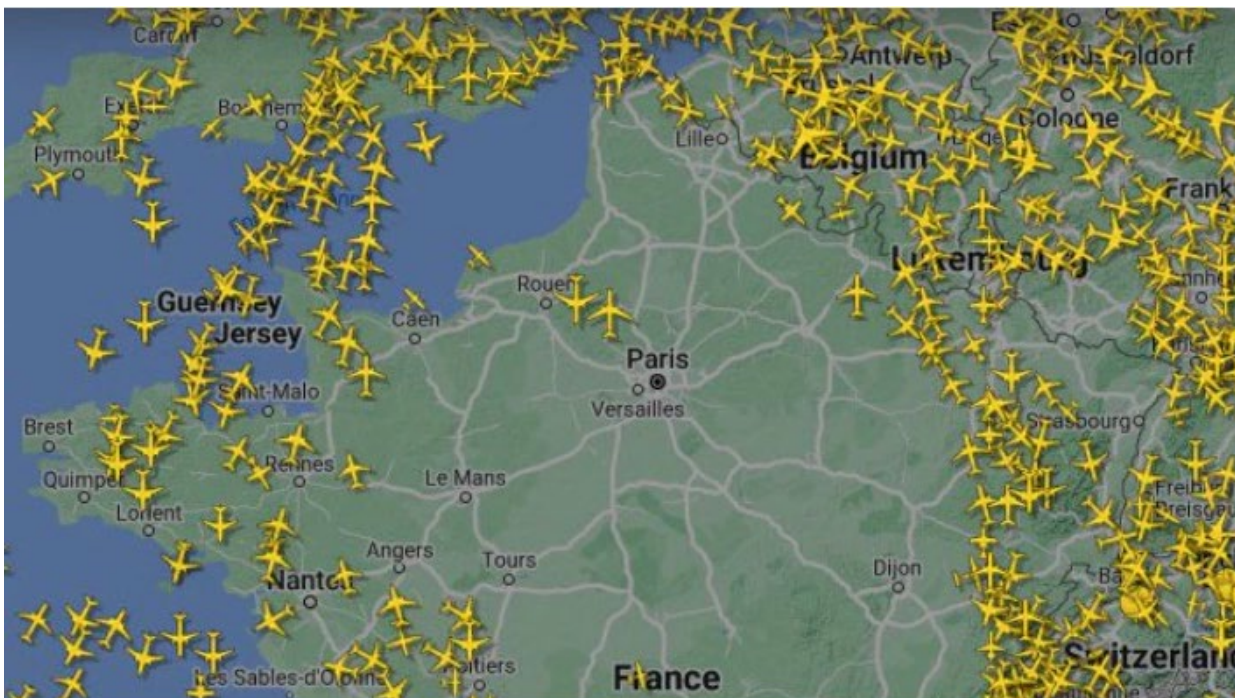 Cardiff
Antwerp
Exeter
Plymouth
Lille
Cologne
Belgium
Luxembourg
Guernsey
Jersey
Rouen
Caen
Paris
Versailles
Saint-Malo
Strasbourg
Brest
Rennes
Quimper
Le Mans
Lorient
Angers
Tours
Dijon
Nantes
Poitiers
France
Switzerland